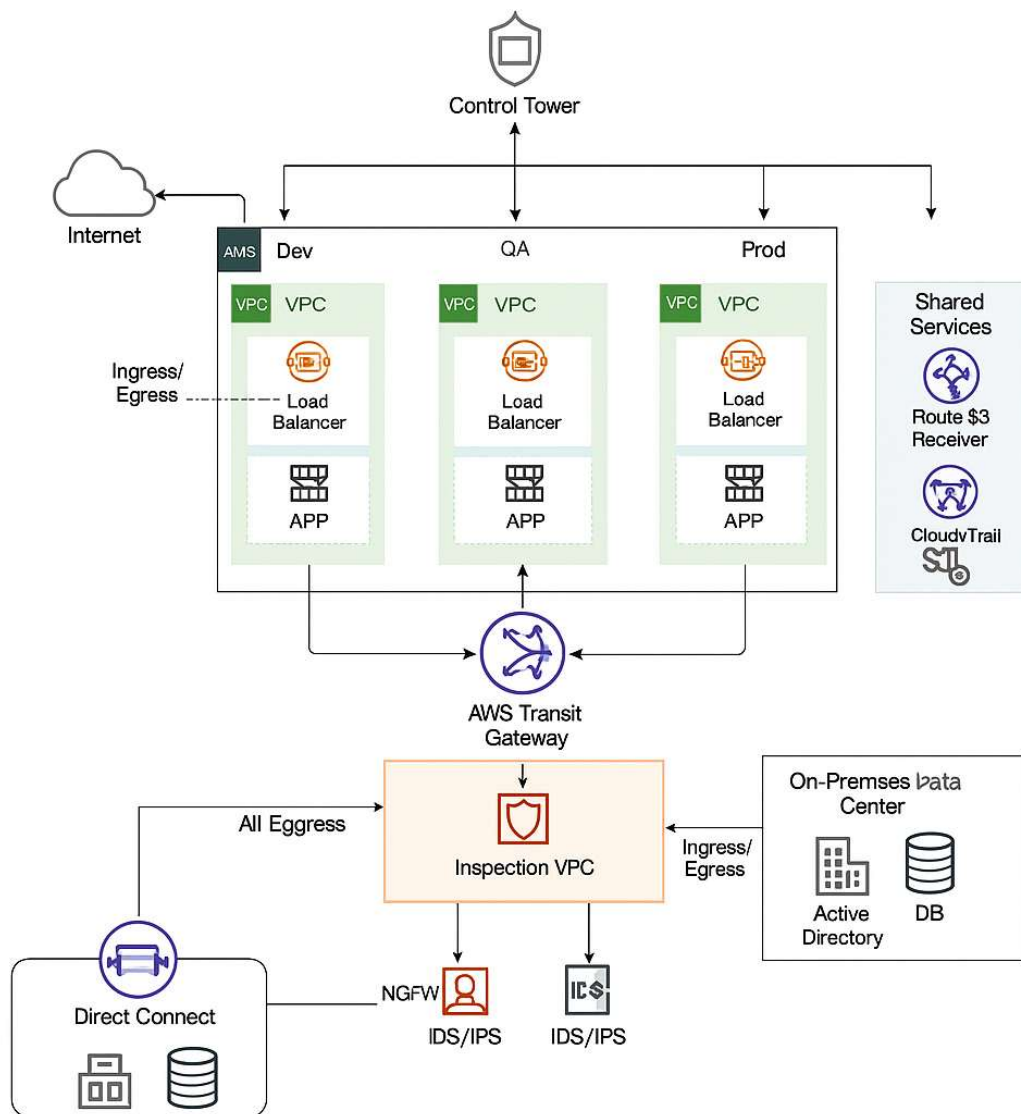 Control Tower
Internet
AMS
Dev
QA
Prod
VPC
VPC
VPC
VPC
VPC
VPC
Shared
Services
Ingress/
Egress
Load
Balancer
Load
Balancer
Load
Balancer
Route $3
Receiver
APP
APP
APP
CloudvTrail
AWS Transit
Gateway
On-Premses Data
Center
All Eggress
Inspection VPC
Ingress/
Egress
Active
Directory
DB
Direct Connect
NGFW
IDS/IPS
IDS/IPS